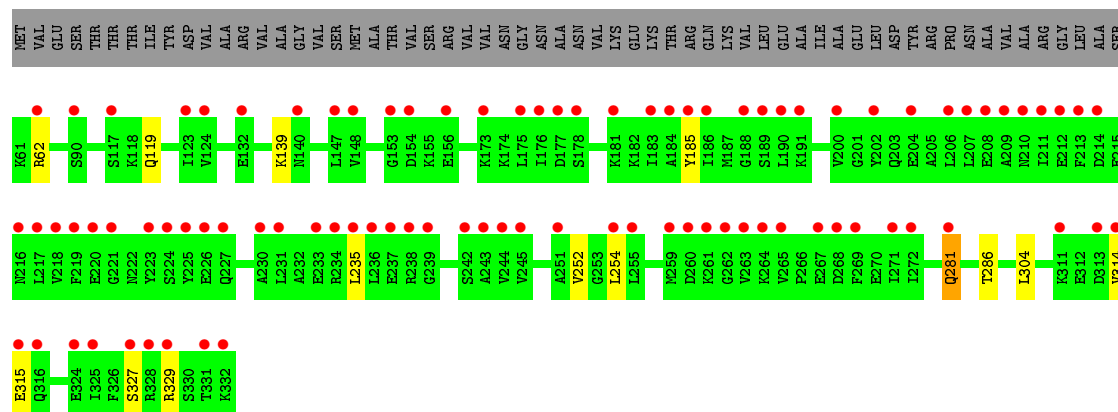 MET VAL GLU SER THR THR THR ILE TYR ASP VAL ALA ARG VAL ALA GLY VAL SER MET ALA THR VAL SER ARG VAL VAL ASN GLY ASN ALA ASN VAL LYS GLU LYS THR ARG GLN LYS VAL LEU GLU ALA ILE ALA GLU LEU ASP TYR ARG PRO ASN ALA VAL ALA ARG GLY LEU ALA SER
K61 R62 S90 S117 K118 Q119 I123 V124 E132 K139 N140 L147 V148 G153 D154 K155 E156 K173 K174 L175 I176 D177 S178 K181 K182 I183 A184 Y185 I186 M187 G188 S189 I190 K191 V200 G201 Y202 Q203 E204 A205 L206 L207 E208 A209 N210 I211 E212 F213 D214
N216 L217 V218 F219 E220 G221 N222 Y223 S224 Y225 E226 Q227 A230 L231 A232 E233 R234 L235 L236 E237 R238 G239 S242 A243 V244 V245 A251 V252 G253 L254 L255 M259 D260 K261 G262 V263 K264 V265 P266 E267 D268 F269 E270 I271 I272 Q281 T286 L304 K311 E312 D313 V314
E315 Q316 E324 I325 F326 S327 R328 R329 S330 T331 K332